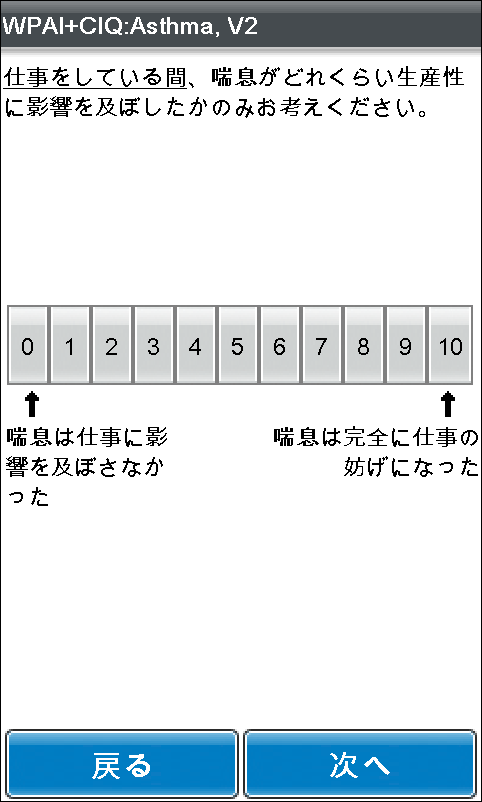 WPAI+CIQ:Asthma, V2
仕事をしている間、喘息がどれくらい生産性
に影響を及ぼしたかのみお考えください。
0 1 2 3 4 5 6 7 8 9 10
喘息は仕事に影
響を及ぼさなか
った
喘息は完全に仕事の
妨げになった
戻る 次へ